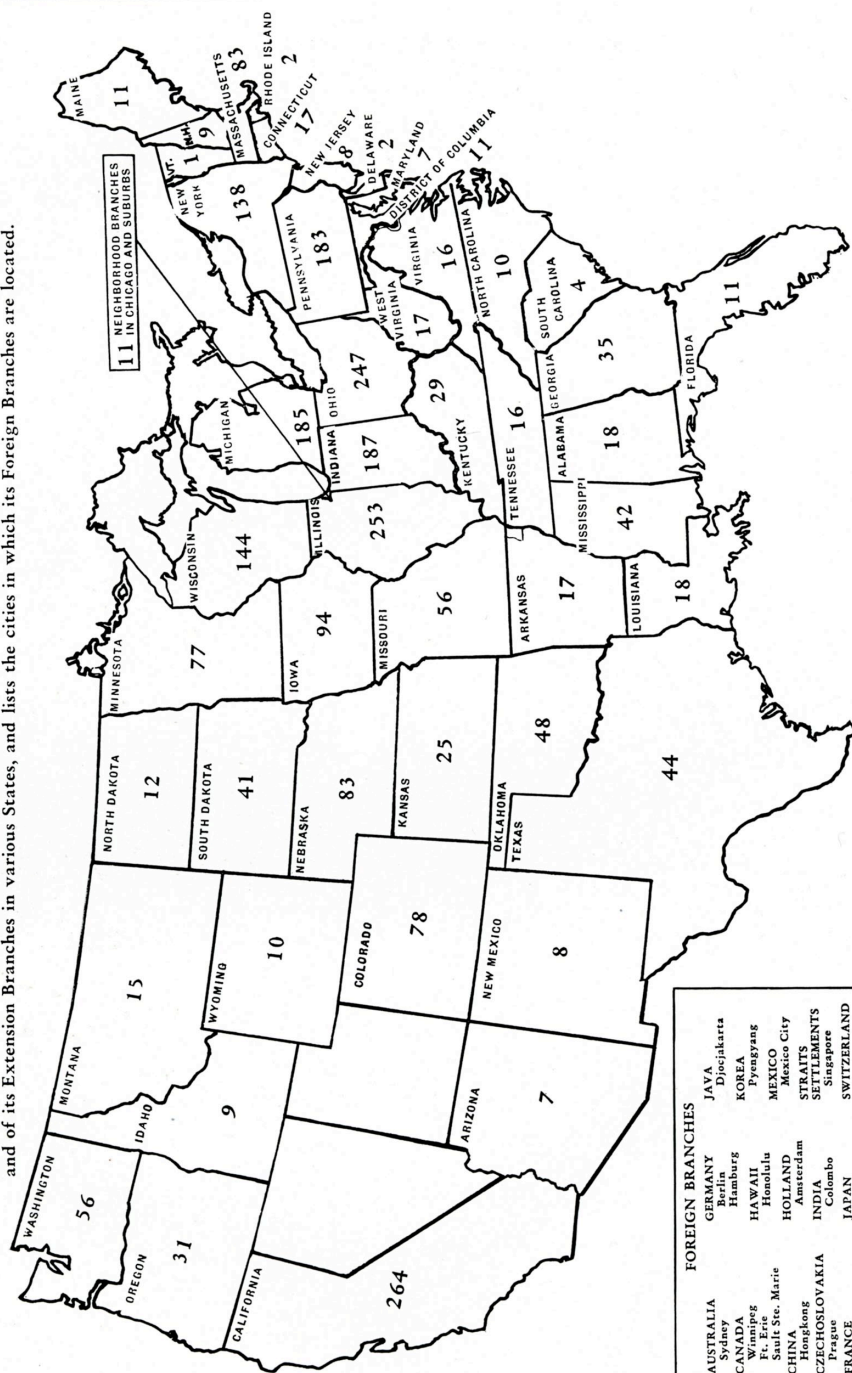 and of its Extension Branches in various States, and lists the cities in which its Foreign Branches are located.
11 NEIGHBORHOOD BRANCHES
IN CHICAGO AND SUBURBS
WASHINGTON
56
OREGON
31
CALIFORNIA
264
MONTANA
15
IDAHO
9
WYOMING
10
COLORADO
78
ARIZONA
7
NEW MEXICO
8
NORTH DAKOTA
12
SOUTH DAKOTA
41
NEBRASKA
83
KANSAS
25
OKLAHOMA
48
TEXAS
44
MINNESOTA
77
IOWA
94
MISSOURI
56
ARKANSAS
17
LOUISIANA
18
WISCONSIN
144
ILLINOIS
253
MICHIGAN
185
INDIANA
187
OHIO
247
KENTUCKY
29
TENNESSEE
16
MISSISSIPPI
42
ALABAMA
18
GEORGIA
35
FLORIDA
11
SOUTH
CAROLINA
4
NORTH CAROLINA
10
VIRGINIA
16
WEST
VIRGINIA
17
PENNSYLVANIA
183
NEW
YORK
138
VT.
1
N.H.
9
MAINE
11
MASSACHUSETTS
83
RHODE ISLAND
2
CONNECTICUT
17
NEW JERSEY
8
DELAWARE
2
MARYLAND
7
DISTRICT OF COLUMBIA
11
FOREIGN BRANCHES
AUSTRALIA
Sydney
CANADA
Winnipeg
Ft. Erie
Sault Ste. Marie
CHINA
Hongkong
CZECHOSLOVAKIA
Prague
FRANCE
GERMANY
Berlin
Hamburg
HAWAII
Honolulu
HOLLAND
Amsterdam
INDIA
Colombo
JAPAN
JAVA
Djocjakarta
KOREA
Pyengyang
MEXICO
Mexico City
STRAITS
SETTLEMENTS
Singapore
SWITZERLAND